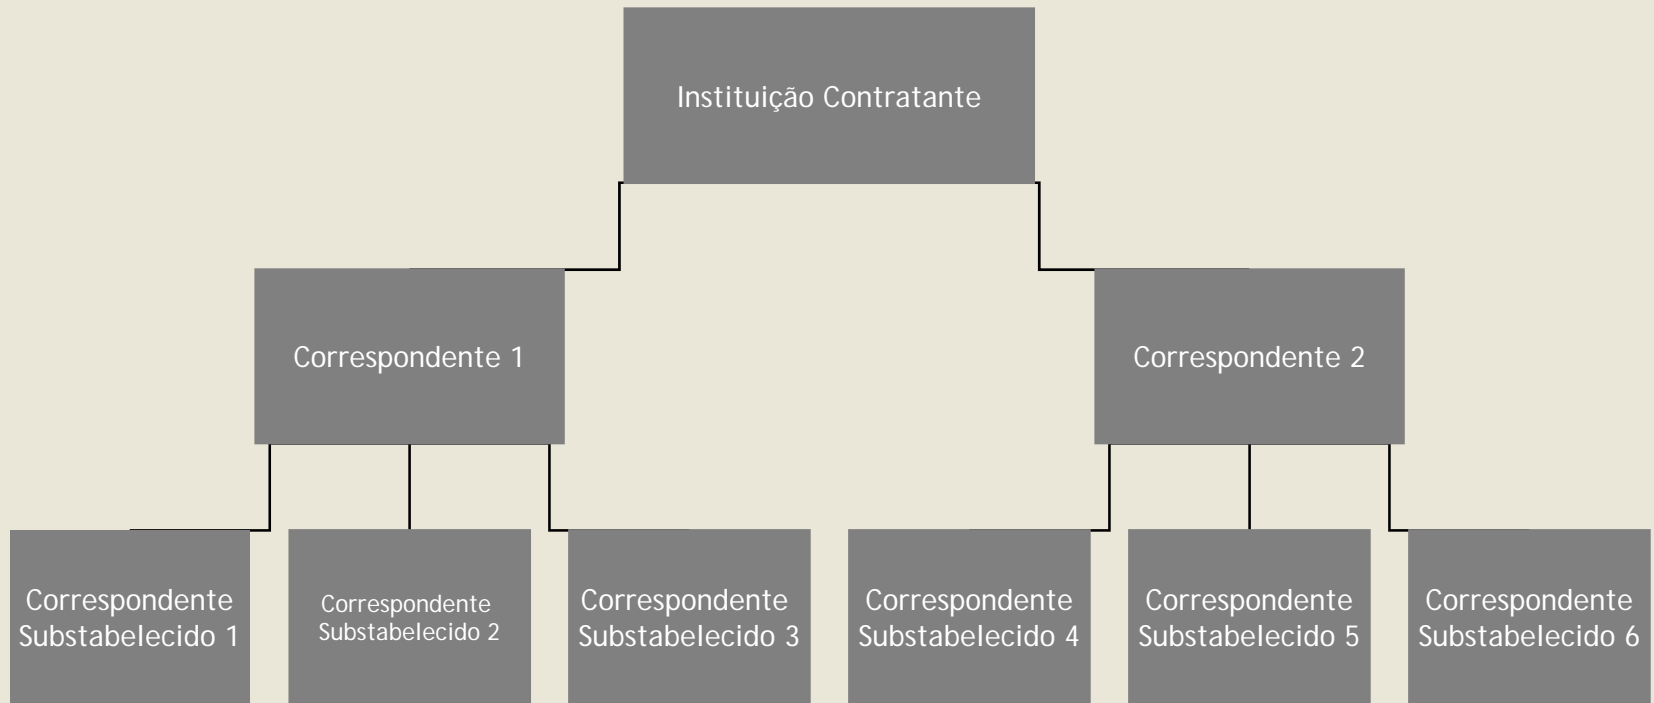 Instituição Contratante
Correspondente 1
Correspondente 2
Correspondente
Substabelecido 1
Correspondente
Substabelecido 2
Correspondente
Substabelecido 3
Correspondente
Substabelecido 4
Correspondente
Substabelecido 5
Correspondente
Substabelecido 6